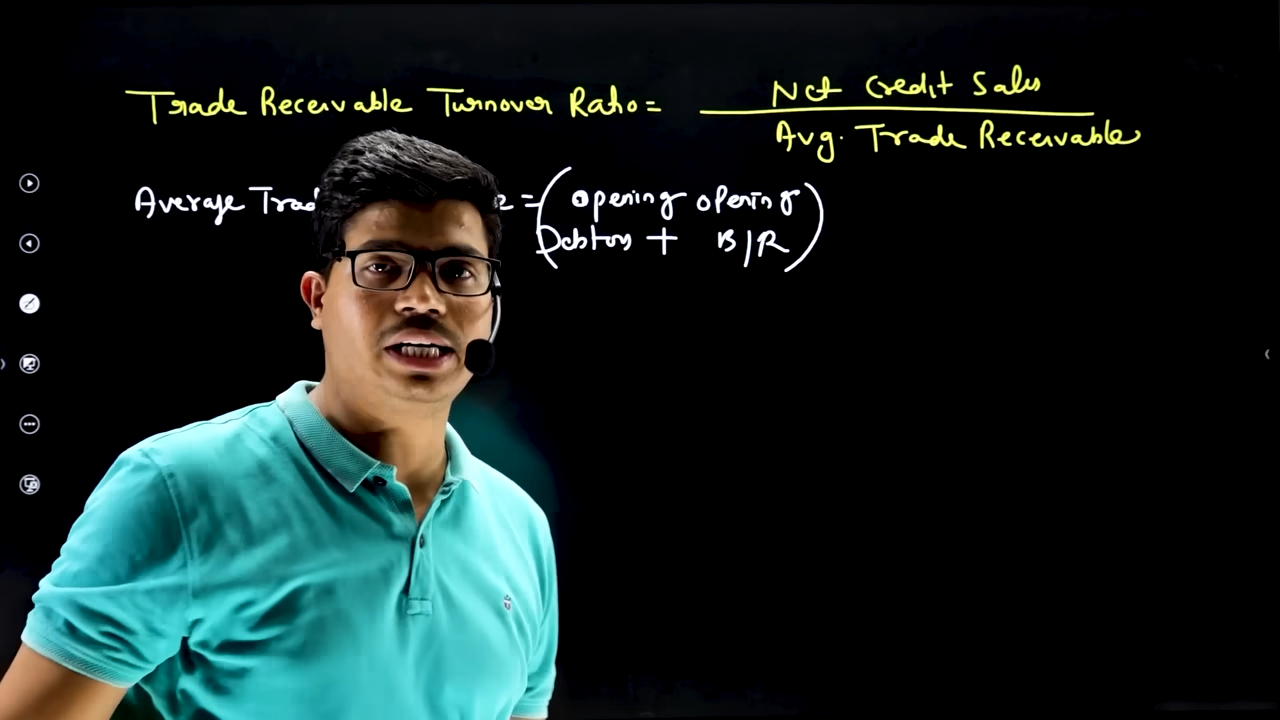 Trade Receivable Turnover Ratio = Net Credit Sales
Avg. Trade Receivable
Average Trad = ( opening opening
Debtors + B/R )